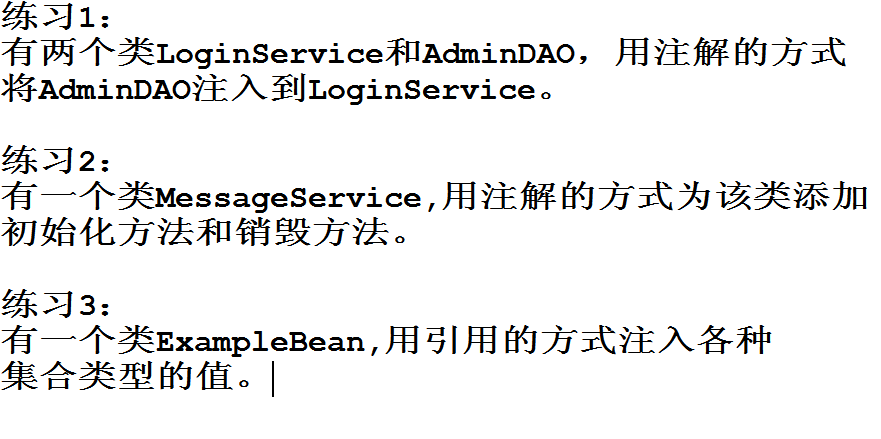 练习1：
有两个类LoginService和AdminDAO，用注解的方式
将AdminDAO注入到LoginService。
练习2：
有一个类MessageService,用注解的方式为该类添加
初始化方法和销毁方法。
练习3：
有一个类ExampleBean,用引用的方式注入各种
集合类型的值。